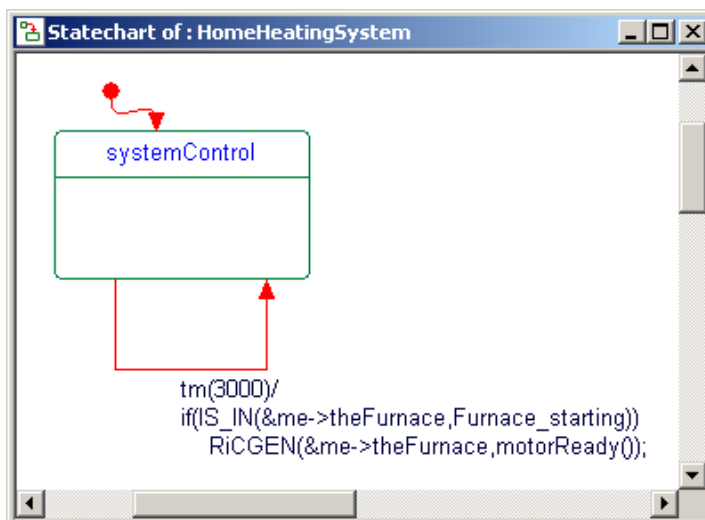 Statechart of : HomeHeatingSystem
systemControl
tm(3000)/
if(IS_IN(&me->theFurnace,Furnace_starting))
RiCGEN(&me->theFurnace,motorReady());